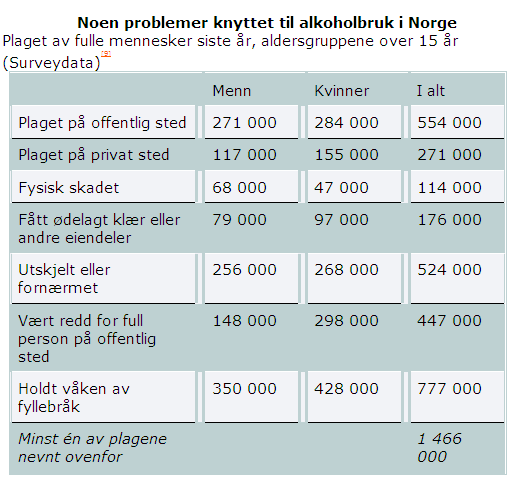 Noen problemer knyttet til alkoholbruk i Norge
Plaget av fulle mennesker siste år, aldersgruppene over 15 år
(Surveydata)[9]
Menn Kvinner I alt
Plaget på offentlig sted 271 000 284 000 554 000
Plaget på privat sted 117 000 155 000 271 000
Fysisk skadet 68 000 47 000 114 000
Fått ødelagt klær eller 79 000 97 000 176 000
andre eiendeler
Utskjelt eller 256 000 268 000 524 000
fornærmet
Vært redd for full 148 000 298 000 447 000
person på offentlig
sted
Holdt våken av 350 000 428 000 777 000
fyllebråk
Minst én av plagene 1 466
nevnt ovenfor 000